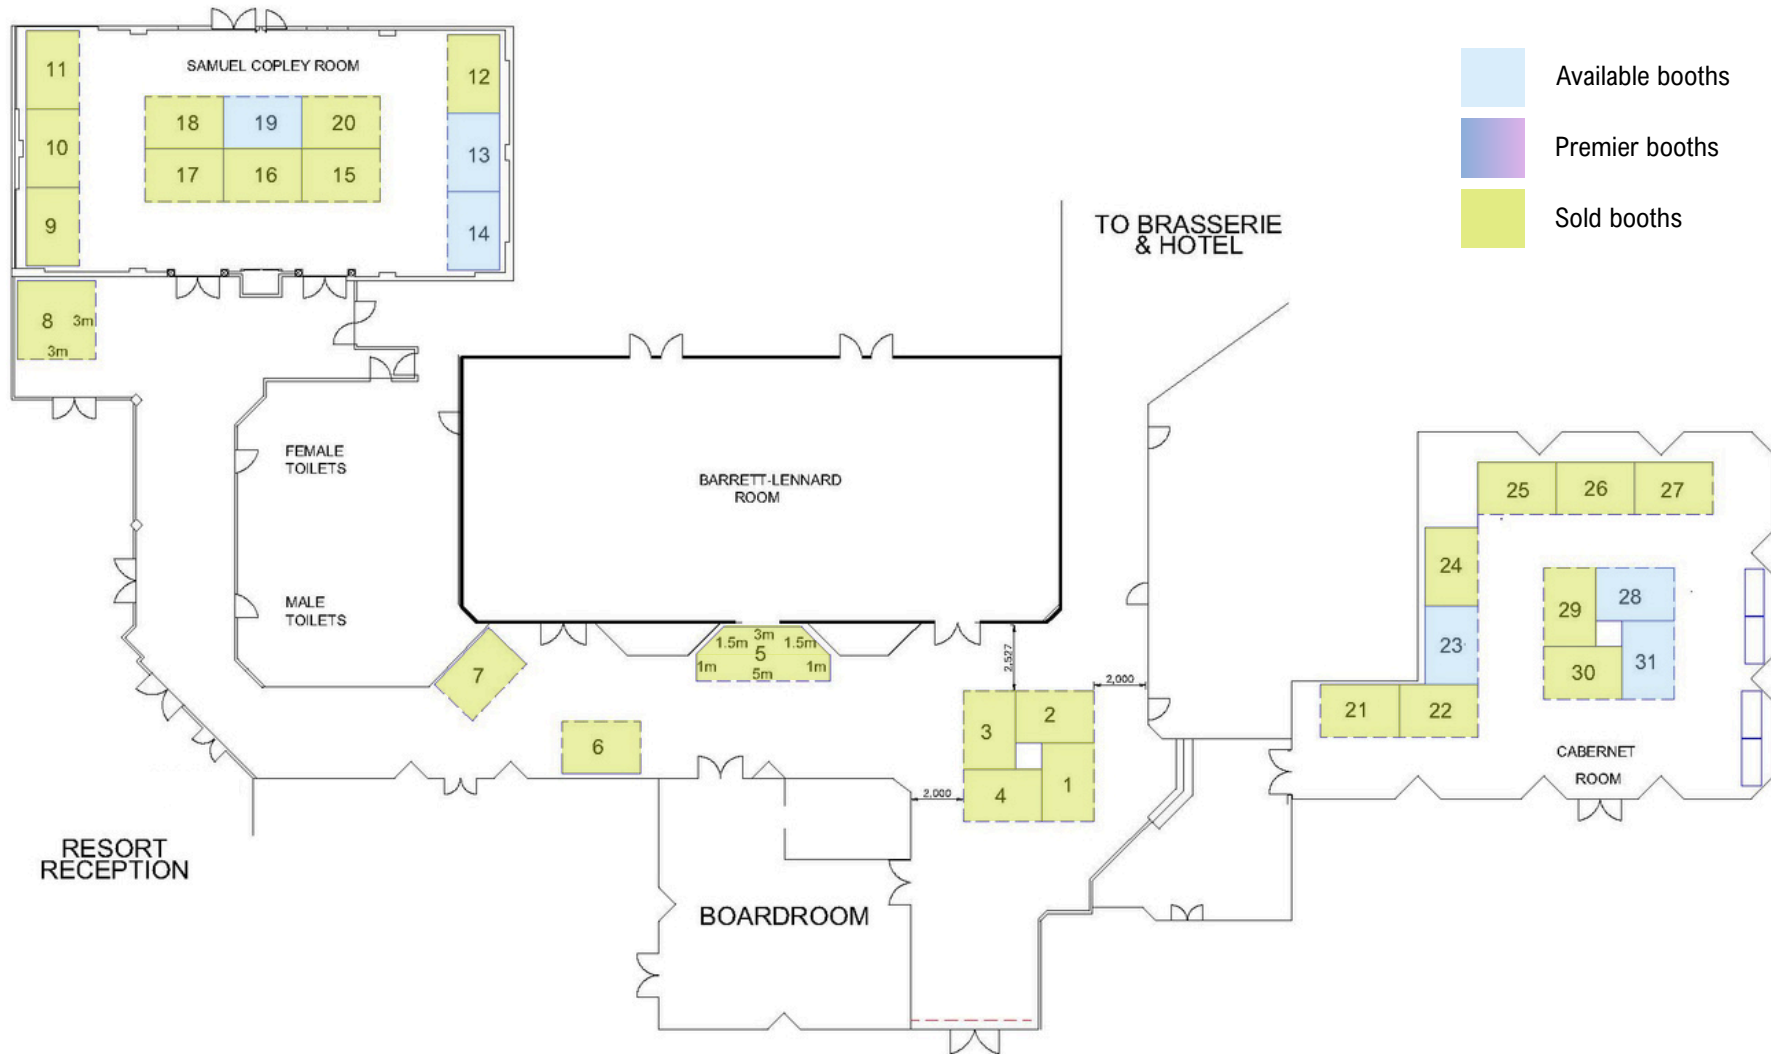 SAMUEL COPLEY ROOM
11
10
9
12
13
14
18
19
20
17
16
15
8
3m
3m
Available booths
Premier booths
Sold booths
TO BRASSERIE
& HOTEL
FEMALE
TOILETS
MALE
TOILETS
BARRETT-LENNARD
ROOM
3m
1.5m
1.5m
5
1m
1m
5m
7
6
2,527
2,000
3
2
1
4
2,000
25
26
27
24
23
21
22
29
28
31
30
CABERNET
ROOM
RESORT
RECEPTION
BOARDROOM